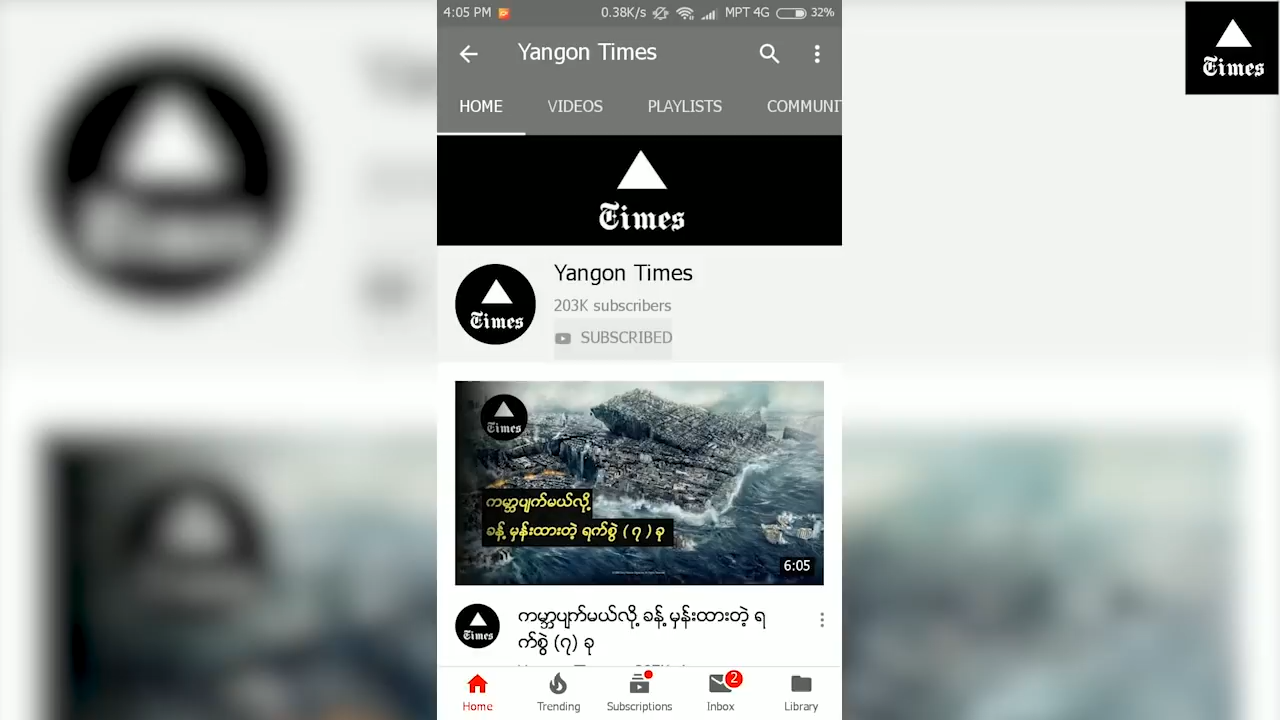 4:05 PM
0.38K/s
MPT 4G
32%
Yangon Times
HOME
VIDEOS
PLAYLISTS
COMMUNI
Times
Times
Yangon Times
203K subscribers
SUBSCRIBED
Times
Times
ကမ္ဘာပျက်မယ်လို့
ခန့် မှန်းထားတဲ့ ရက်စွဲ ( ၇ ) ခု
6:05
Times
ကမ္ဘာပျက်မယ်လို့ ခန့် မှန်းထားတဲ့ ရ
က်စွဲ (၇) ခု
Home
Trending
Subscriptions
2
Inbox
Library